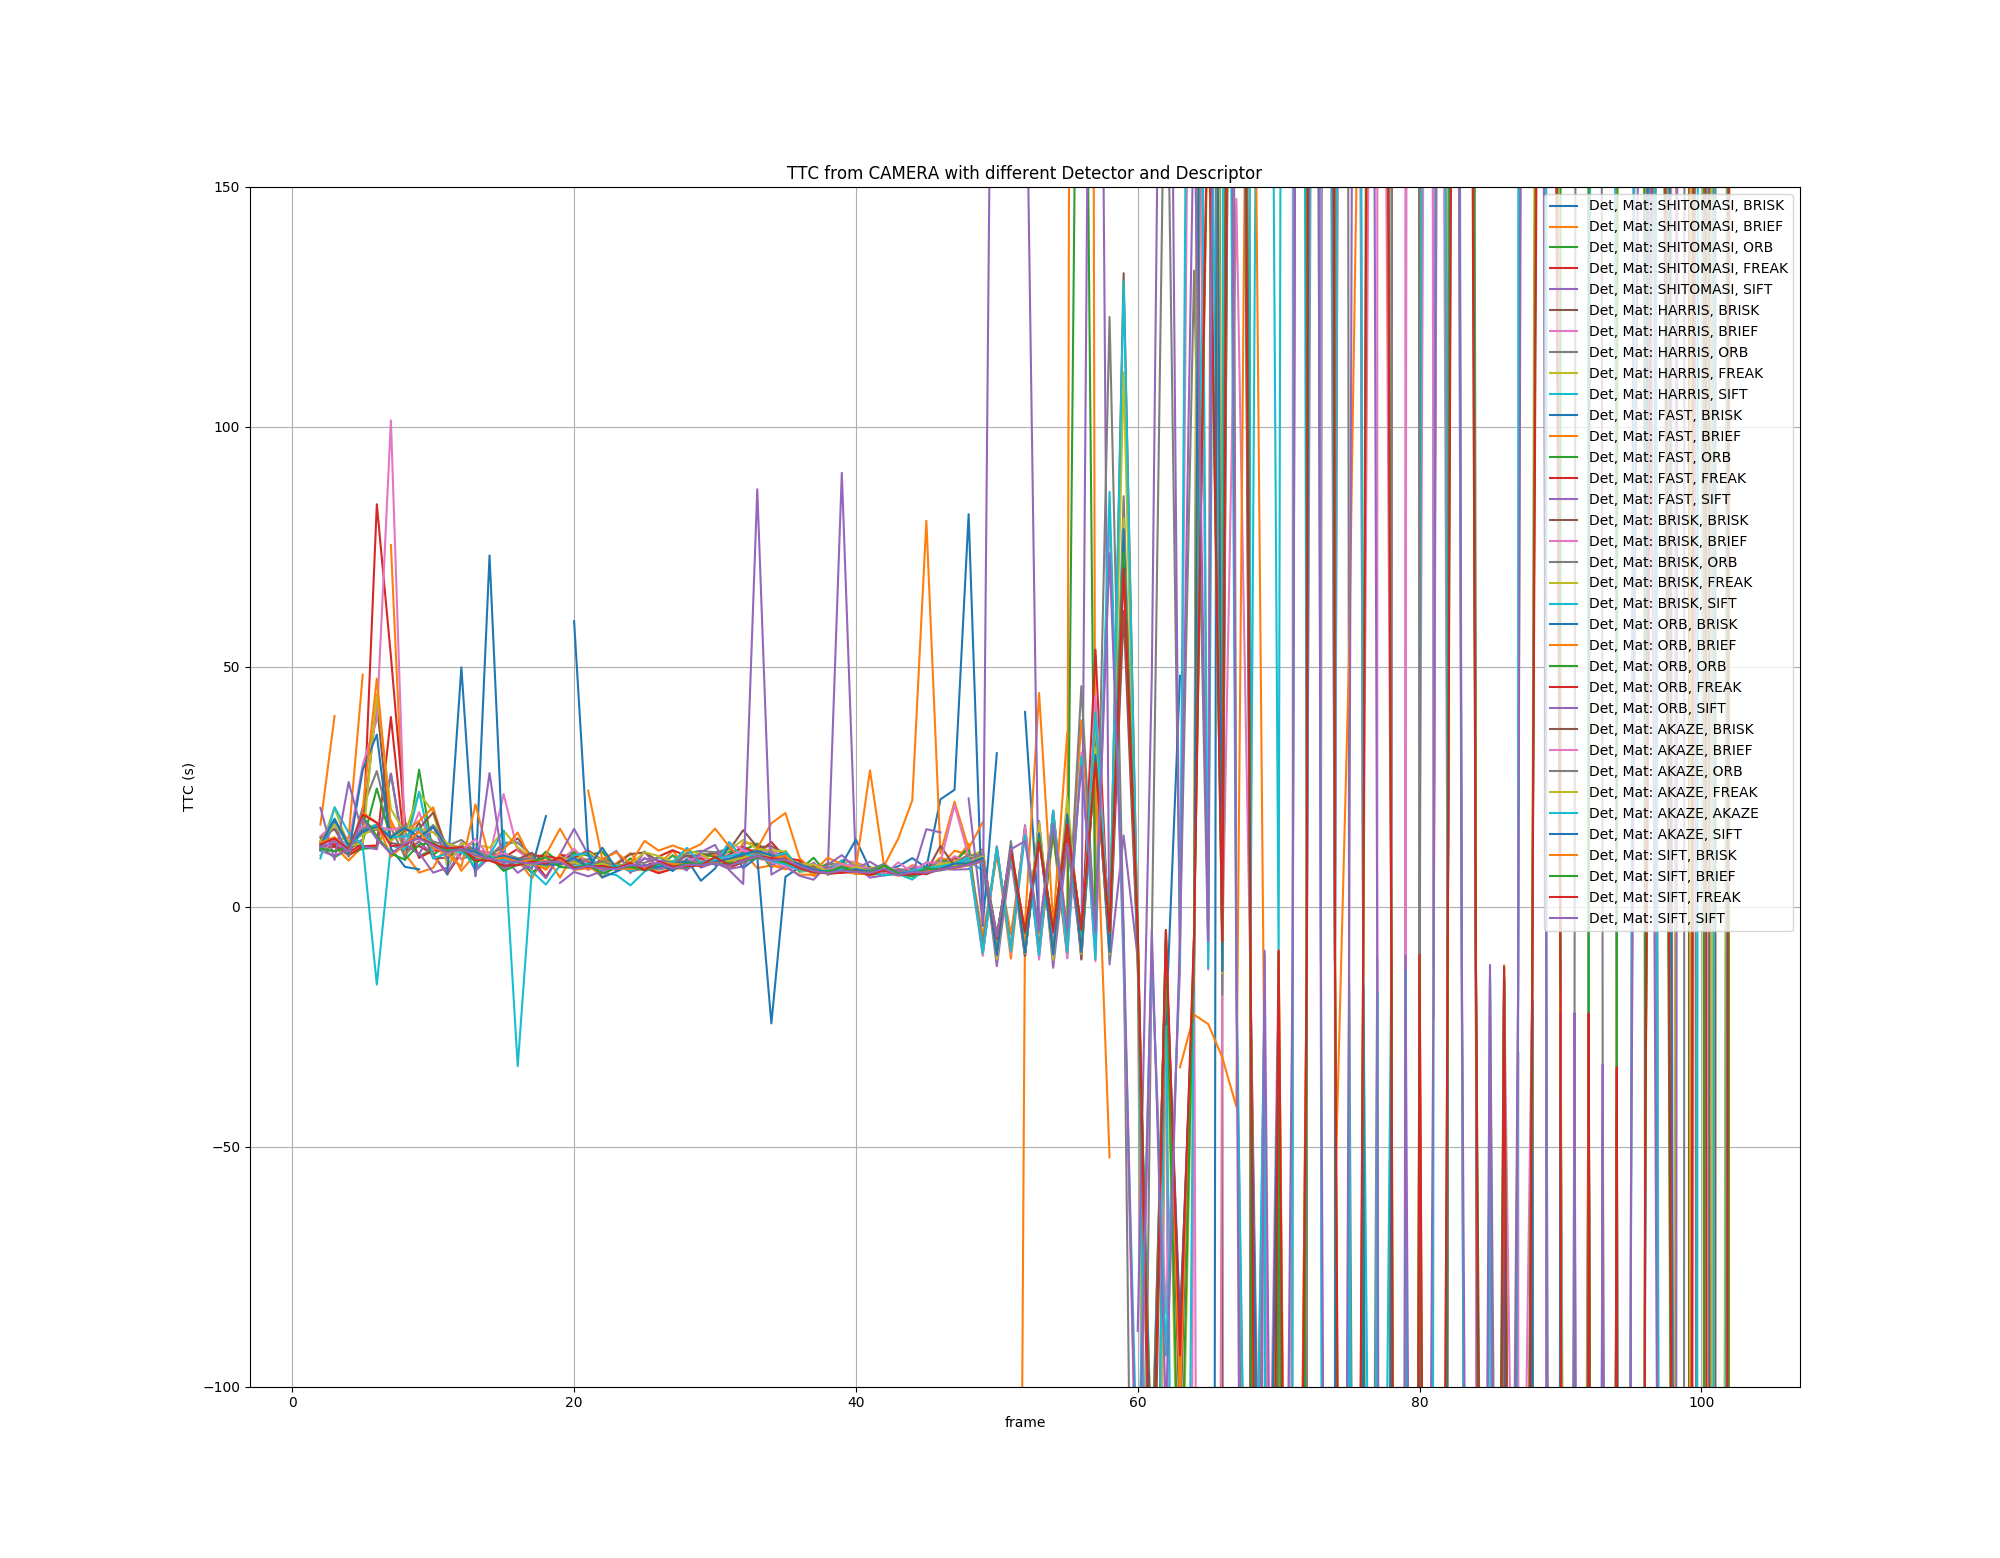 TTC from CAMERA with different Detector and Descriptor
150
100
50
0
−50
−100
TTC (s)
0
20
40
60
80
100
frame
Det, Mat: SHITOMASI, BRISK
Det, Mat: SHITOMASI, BRIEF
Det, Mat: SHITOMASI, ORB
Det, Mat: SHITOMASI, FREAK
Det, Mat: SHITOMASI, SIFT
Det, Mat: HARRIS, BRISK
Det, Mat: HARRIS, BRIEF
Det, Mat: HARRIS, ORB
Det, Mat: HARRIS, FREAK
Det, Mat: HARRIS, SIFT
Det, Mat: FAST, BRISK
Det, Mat: FAST, BRIEF
Det, Mat: FAST, ORB
Det, Mat: FAST, FREAK
Det, Mat: FAST, SIFT
Det, Mat: BRISK, BRISK
Det, Mat: BRISK, BRIEF
Det, Mat: BRISK, ORB
Det, Mat: BRISK, FREAK
Det, Mat: BRISK, SIFT
Det, Mat: ORB, BRISK
Det, Mat: ORB, BRIEF
Det, Mat: ORB, ORB
Det, Mat: ORB, FREAK
Det, Mat: ORB, SIFT
Det, Mat: AKAZE, BRISK
Det, Mat: AKAZE, BRIEF
Det, Mat: AKAZE, ORB
Det, Mat: AKAZE, FREAK
Det, Mat: AKAZE, AKAZE
Det, Mat: AKAZE, SIFT
Det, Mat: SIFT, BRISK
Det, Mat: SIFT, BRIEF
Det, Mat: SIFT, FREAK
Det, Mat: SIFT, SIFT